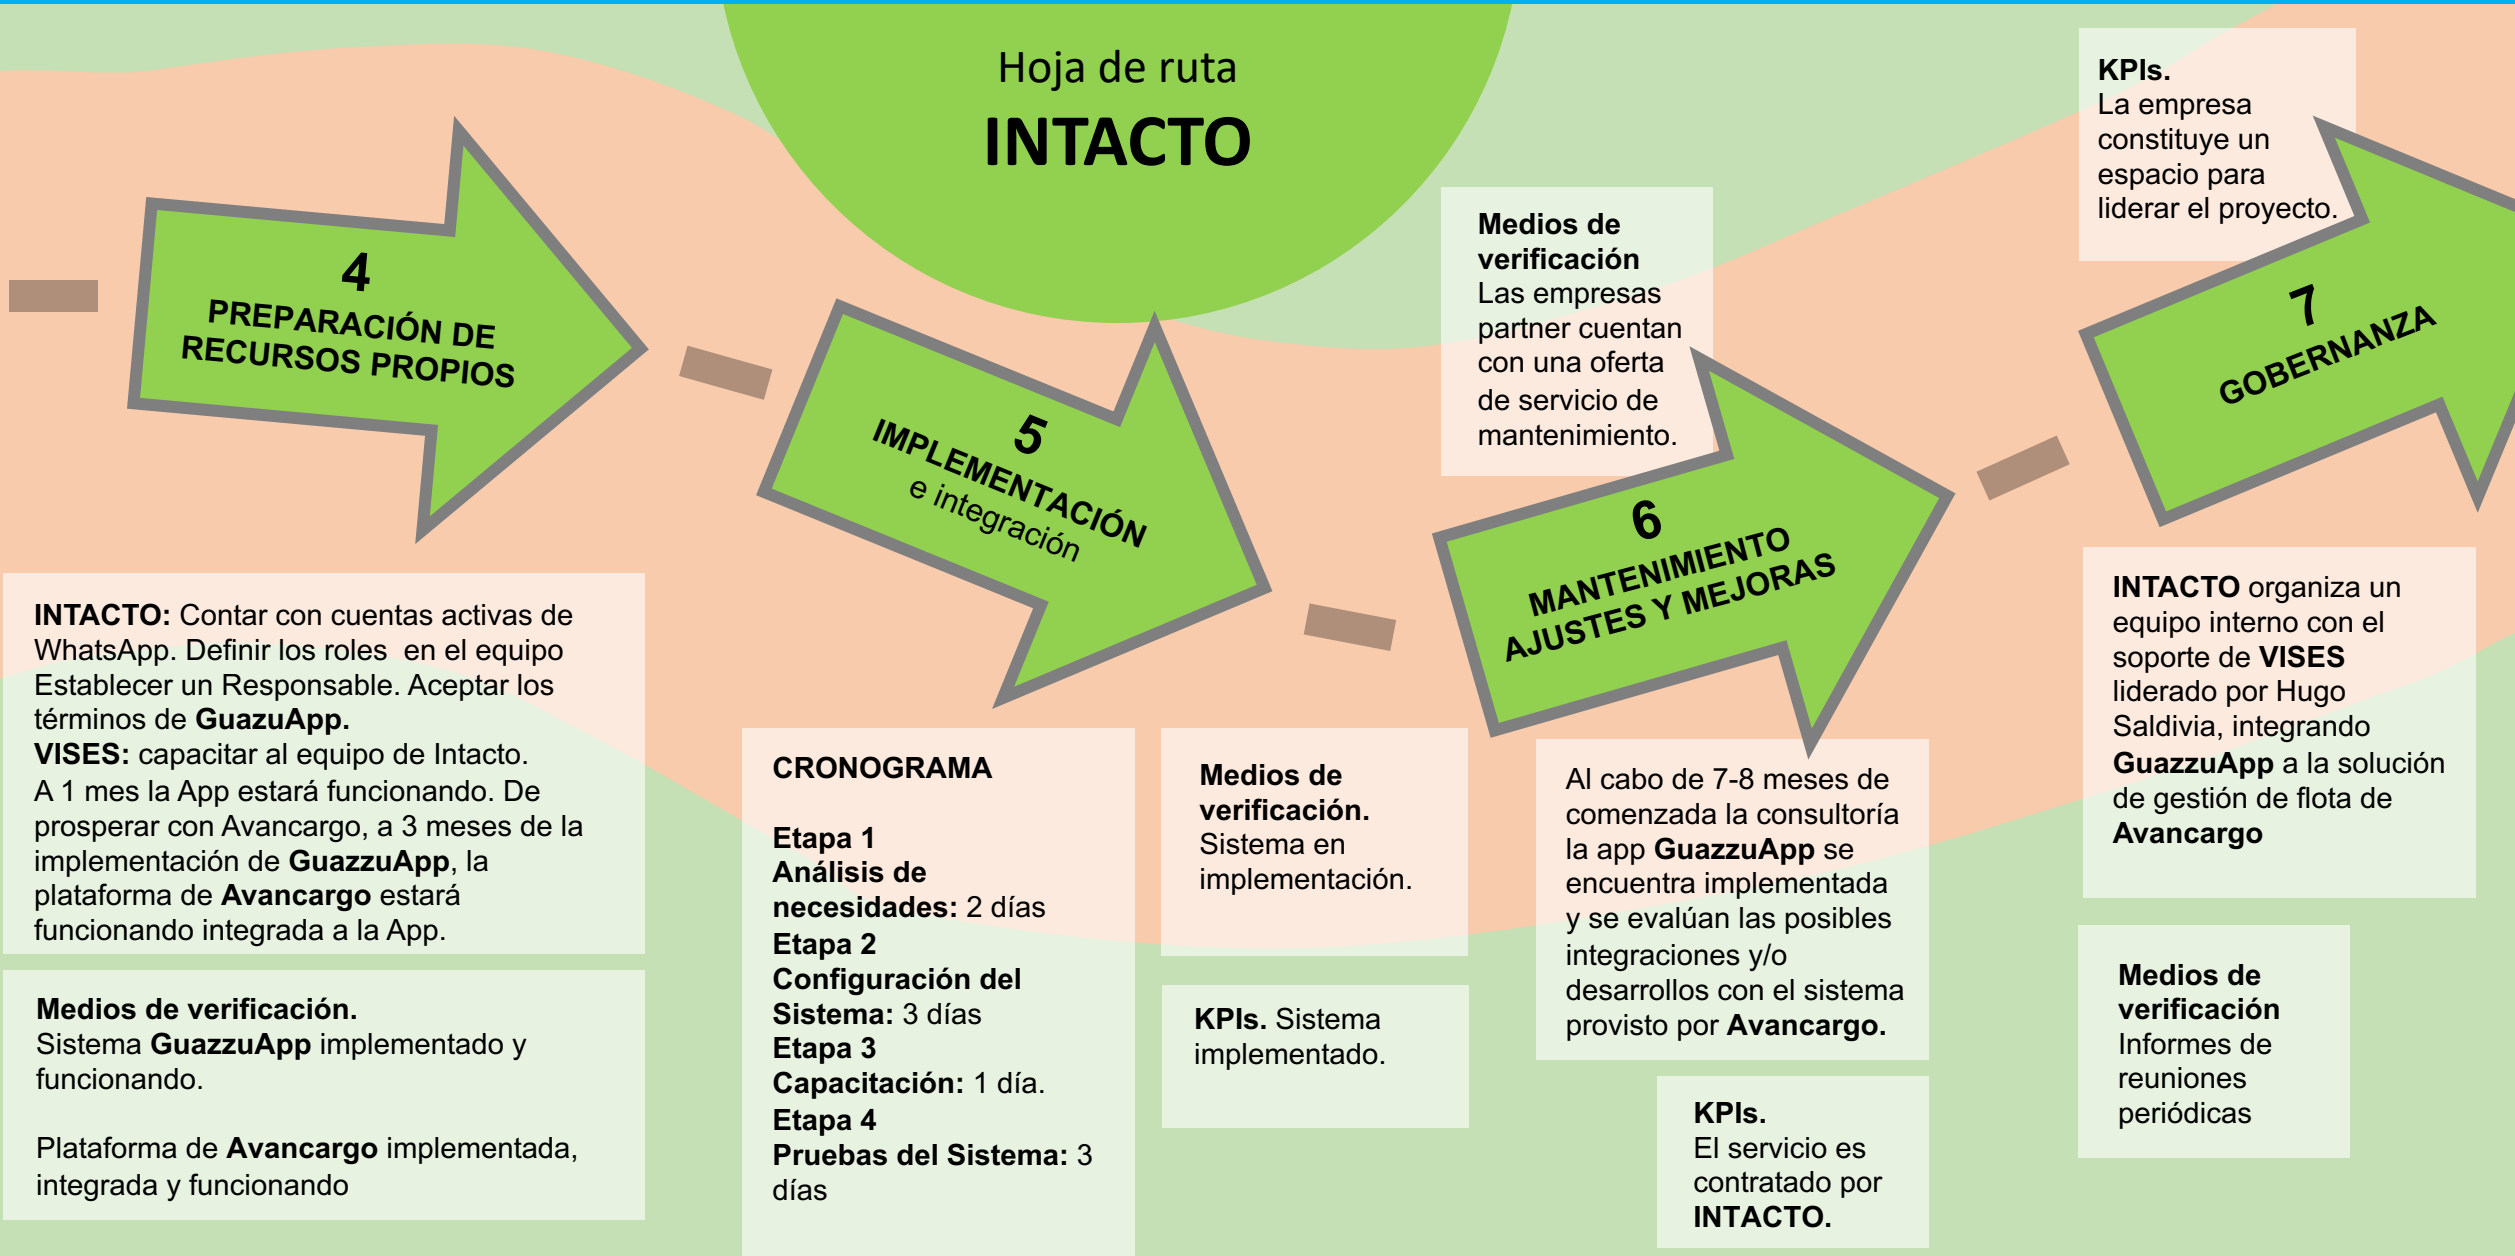 Hoja de ruta
INTACTO
4
PREPARACIÓN DE
RECURSOS PROPIOS
INTACTO: Contar con cuentas activas de
WhatsApp. Definir los roles en el equipo
Establecer un Responsable. Aceptar los
términos de GuazuApp.
VISES: capacitar al equipo de Intacto.
A 1 mes la App estará funcionando. De
prosperar con Avancargo, a 3 meses de la
implementación de GuazzuApp, la
plataforma de Avancargo estará
funcionando integrada a la App.
Medios de verificación.
Sistema GuazzuApp implementado y
funcionando.
Plataforma de Avancargo implementada,
integrada y funcionando
5
IMPLEMENTACIÓN
e integración
CRONOGRAMA
Etapa 1
Análisis de
necesidades: 2 días
Etapa 2
Configuración del
Sistema: 3 días
Etapa 3
Capacitación: 1 día.
Etapa 4
Pruebas del Sistema: 3
días
Medios de
verificación.
Sistema en
implementación.
KPIs. Sistema
implementado.
Medios de
verificación
Las empresas
partner cuentan
con una oferta
de servicio de
mantenimiento.
6
MANTENIMIENTO
AJUSTES Y MEJORAS
Al cabo de 7-8 meses de
comenzada la consultoría
la app GuazzuApp se
encuentra implementada
y se evalúan las posibles
integraciones y/o
desarrollos con el sistema
provisto por Avancargo.
KPIs.
El servicio es
contratado por
INTACTO.
KPIs.
La empresa
constituye un
espacio para
liderar el proyecto.
7
GOBERNANZA
INTACTO organiza un
equipo interno con el
soporte de VISES
liderado por Hugo
Saldivia, integrando
GuazzuApp a la solución
de gestión de flota de
Avancargo
Medios de
verificación
Informes de
reuniones
periódicas